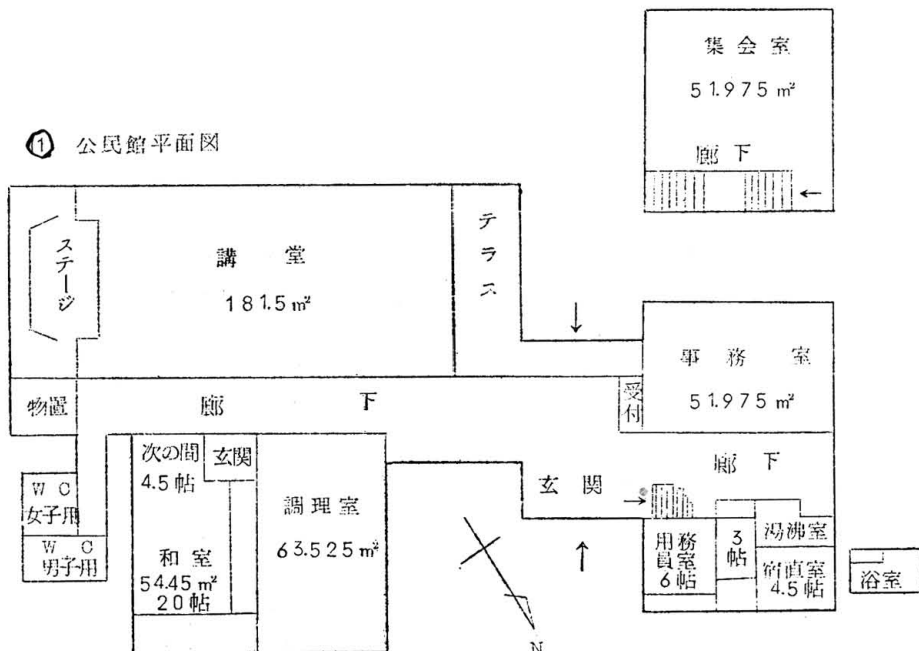 ① 公民館平面図
集会室
51.975㎡
廊下
←
ステージ
講堂
181.5㎡
テラス
↓
事務室
51.975㎡
受付
物置
廊下
廊下
次の間
4.5帖
玄関
調理室
63.525㎡
和室
54.45㎡
20帖
WC
女子用
WC
男子用
玄関
→
↑
用務員室
6帖
3帖
湯沸室
宿直室
4.5帖
浴室
N